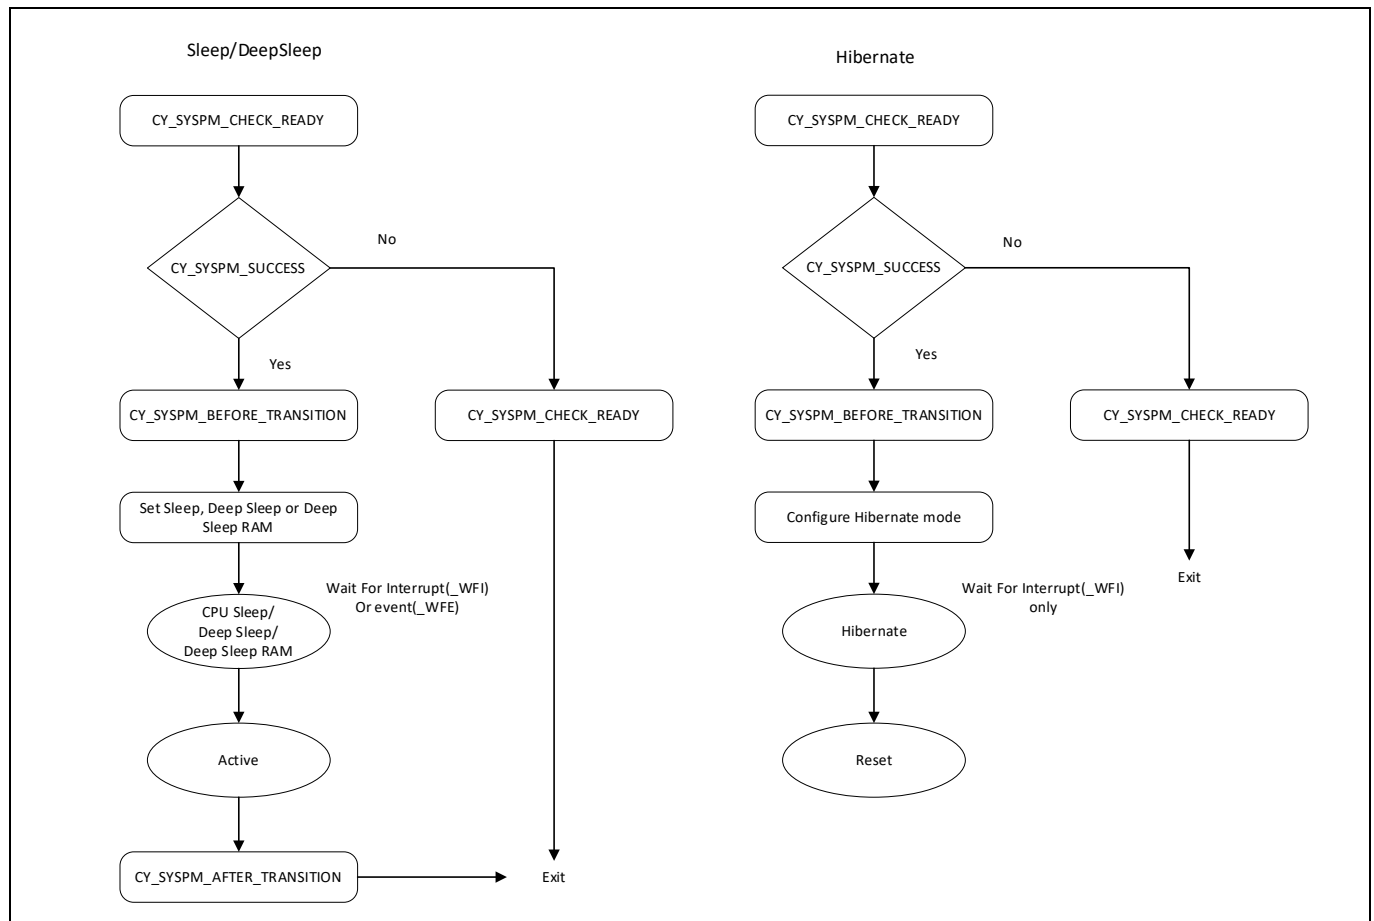 Sleep/DeepSleep
CY_SYSPM_CHECK_READY
CY_SYSPM_SUCCESS
No
Yes
CY_SYSPM_BEFORE_TRANSITION
CY_SYSPM_CHECK_READY
Set Sleep, Deep Sleep or Deep
Sleep RAM
Wait For Interrupt(_WFI)
Or event(_WFE)
CPU Sleep/
Deep Sleep/
Deep Sleep RAM
Active
CY_SYSPM_AFTER_TRANSITION
Exit
Hibernate
CY_SYSPM_CHECK_READY
CY_SYSPM_SUCCESS
No
Yes
CY_SYSPM_BEFORE_TRANSITION
CY_SYSPM_CHECK_READY
Configure Hibernate mode
Exit
Wait For Interrupt(_WFI)
only
Hibernate
Reset